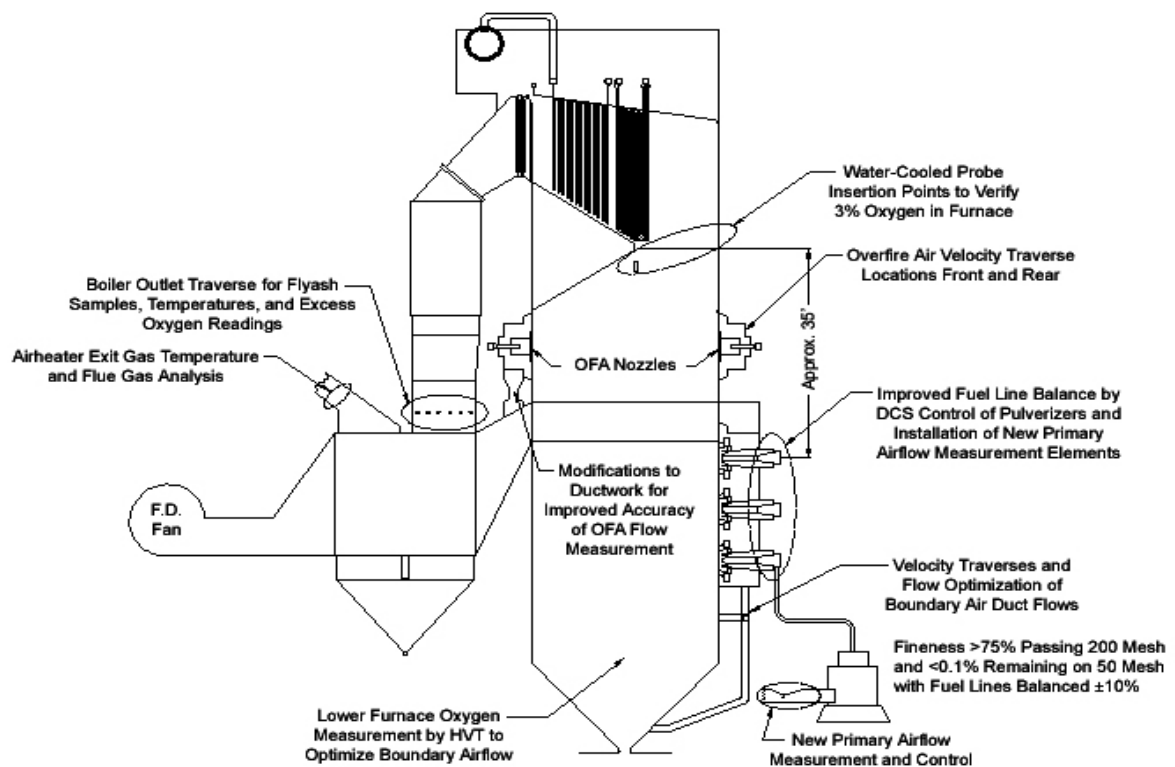 Water-Cooled Probe
Insertion Points to Verify
3% Oxygen in Furnace
Overfire Air Velocity Traverse
Locations Front and Rear
Boiler Outlet Traverse for Flyash
Samples, Temperatures, and Excess
Oxygen Readings
Airheater Exit Gas Temperature
and Flue Gas Analysis
OFA Nozzles
Approx. 35'
Improved Fuel Line Balance by
DCS Control of Pulverizers and
Installation of New Primary
Airflow Measurement Elements
Modifications to
Ductwork for
Improved Accuracy
of OFA Flow
Measurement
F.D.
Fan
Velocity Traverses and
Flow Optimization of
Boundary Air Duct Flows
Fineness >75% Passing 200 Mesh
and <0.1% Remaining on 50 Mesh
with Fuel Lines Balanced ±10%
Lower Furnace Oxygen
Measurement by HVT to
Optimize Boundary Airflow
New Primary Airflow
Measurement and Control